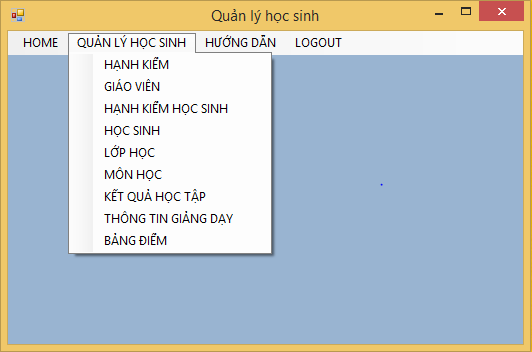 Quản lý học sinh
HOME QUẢN LÝ HỌC SINH HƯỚNG DẪN LOGOUT
HẠNH KIỂM
GIÁO VIÊN
HẠNH KIỂM HỌC SINH
HỌC SINH
LỚP HỌC
MÔN HỌC
KẾT QUẢ HỌC TẬP
THÔNG TIN GIẢNG DẠY
BẢNG ĐIỂM